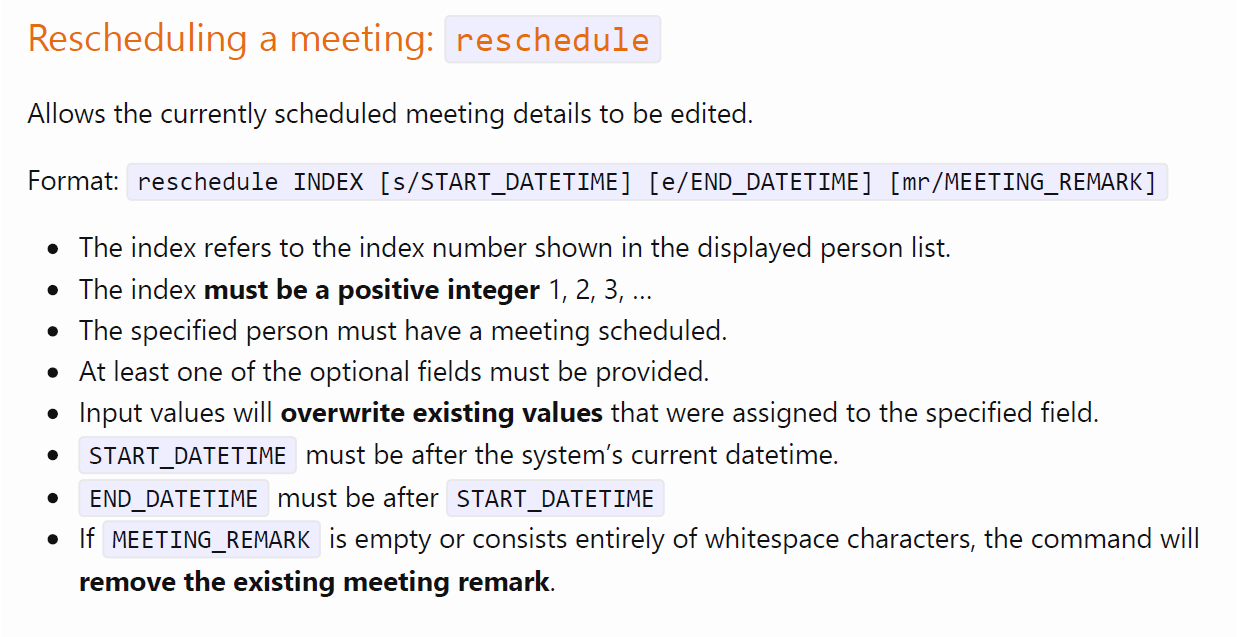 Rescheduling a meeting: reschedule
Allows the currently scheduled meeting details to be edited.
Format: reschedule INDEX [s/START_DATETIME] [e/END_DATETIME] [mr/MEETING_REMARK]
• The index refers to the index number shown in the displayed person list.
• The index must be a positive integer 1, 2, 3, …
• The specified person must have a meeting scheduled.
• At least one of the optional fields must be provided.
• Input values will overwrite existing values that were assigned to the specified field.
• START_DATETIME must be after the system’s current datetime.
• END_DATETIME must be after START_DATETIME
• If MEETING_REMARK is empty or consists entirely of whitespace characters, the command will
remove the existing meeting remark.